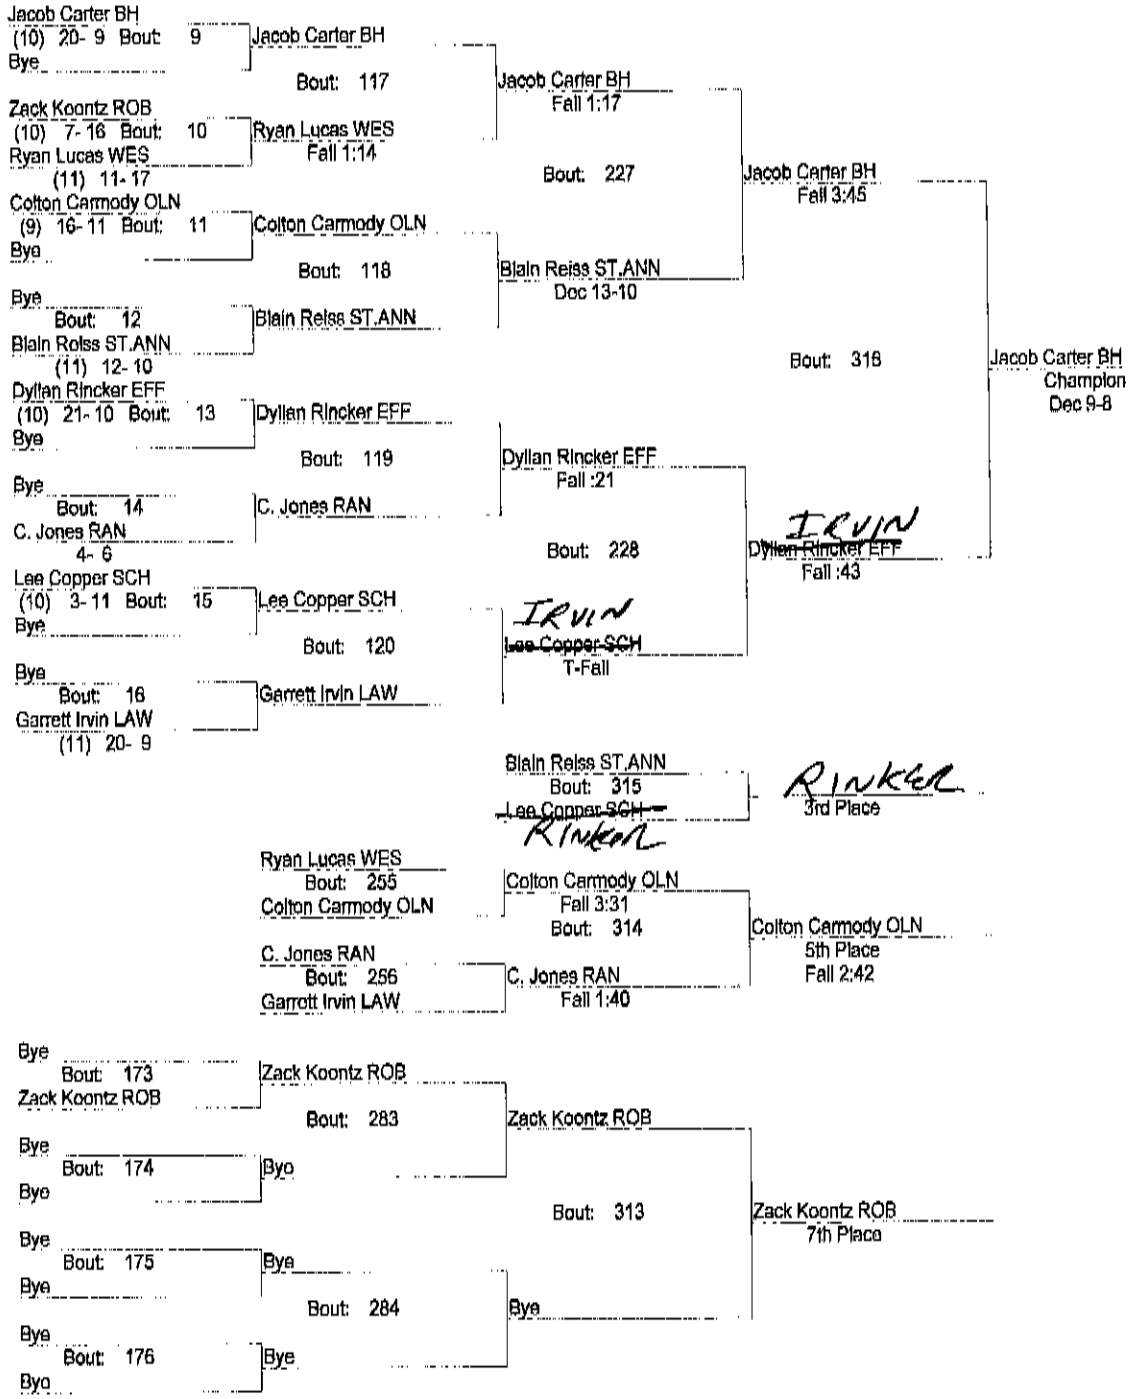 Jacob Carter BH
(10) 20- 9 Bout: 9
Bye
Jacob Carter BH
Bout: 117
Zack Koontz ROB
(10) 7- 16 Bout: 10
Ryan Lucas WES
(11) 11- 17
Ryan Lucas WES
Fall 1:14
Jacob Carter BH
Fall 1:17
Bout: 227
Colton Carmody OLN
(9) 16- 11 Bout: 11
Bye
Colton Carmody OLN
Bout: 118
Bye
Bout: 12
Blain Reiss ST.ANN
(11) 12- 10
Blain Reiss ST.ANN
Blain Reiss ST.ANN
Dec 13-10
Jacob Carter BH
Fall 3:45
Bout: 316
Jacob Carter BH
Champion
Dec 9-8
Dyllan Rincker EFF
(10) 21- 10 Bout: 13
Bye
Dyllan Rincker EFF
Bout: 119
Bye
Bout: 14
C. Jones RAN
4- 6
C. Jones RAN
Dyllan Rincker EFF
Fall :21
Bout: 228
IRVIN
Dyllan Rincker EFF
Fall :43
Lee Copper SCH
(10) 3- 11 Bout: 15
Bye
Lee Copper SCH
Bout: 120
Bye
Bout: 16
Garrett Irvin LAW
(11) 20- 9
Garrett Irvin LAW
IRVIN
Lee Copper SCH
T-Fall
Blain Reiss ST.ANN
Bout: 315
Lee Copper SCH
RINKER
RINKER
3rd Place
Ryan Lucas WES
Bout: 255
Colton Carmody OLN
Colton Carmody OLN
Fall 3:31
Bout: 314
C. Jones RAN
Bout: 256
Garrett Irvin LAW
C. Jones RAN
Fall 1:40
Colton Carmody OLN
5th Place
Fall 2:42
Bye
Bout: 173
Zack Koontz ROB
Zack Koontz ROB
Bout: 283
Bye
Bout: 174
Bye
Bye
Zack Koontz ROB
Bout: 313
Bye
Bout: 175
Bye
Bye
Bout: 284
Bye
Bout: 176
Bye
Bye
Bye
Zack Koontz ROB
7th Place